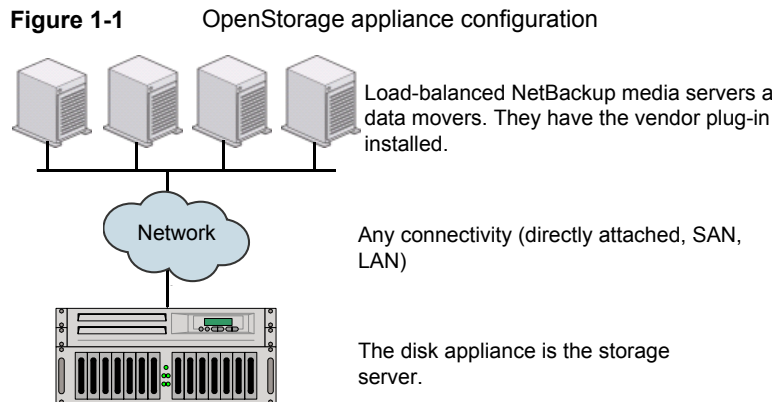 Figure 1-1 OpenStorage appliance configuration
Load-balanced NetBackup media servers a
data movers. They have the vendor plug-in
installed.
Network
Any connectivity (directly attached, SAN,
LAN)
The disk appliance is the storage
server.